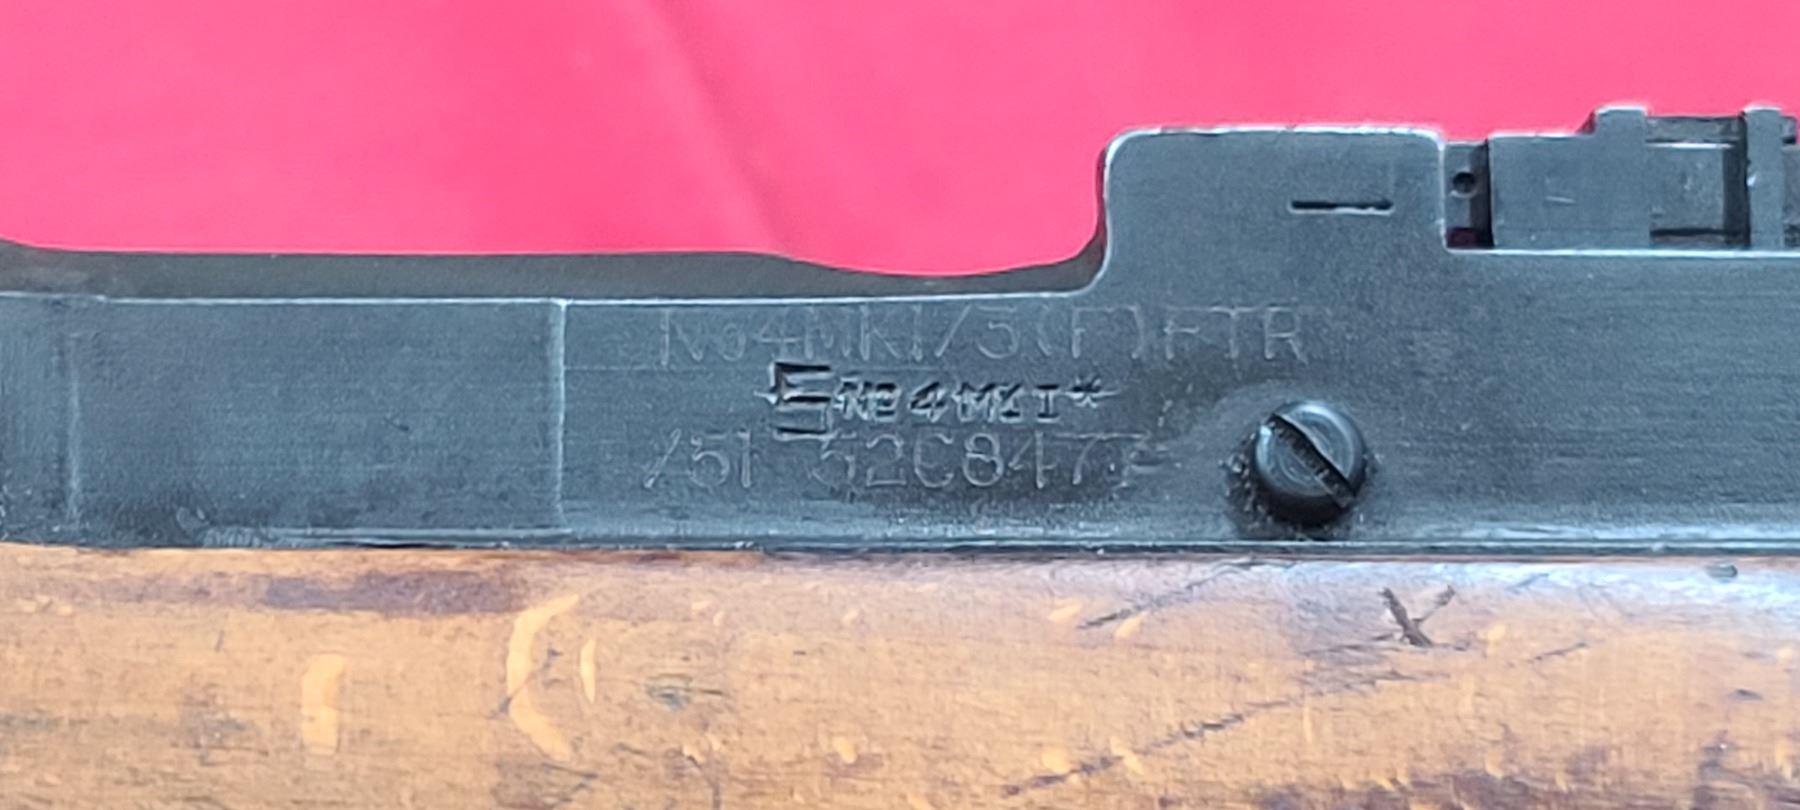 No4MKI/3(F)FTR
S No 4 MK I*
/51 52C8477